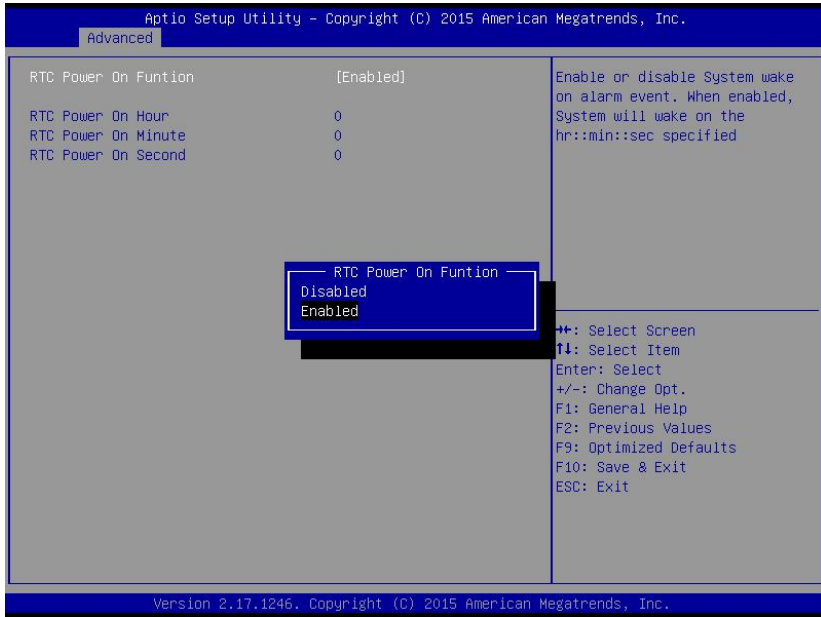 Aptio Setup Utility – Copyright (C) 2015 American Megatrends, Inc.
Advanced
RTC Power On Funtion [Enabled]
RTC Power On Hour 0
RTC Power On Minute 0
RTC Power On Second 0
Enable or disable System wake
on alarm event. When enabled,
System will wake on the
hr::min::sec specified
RTC Power On Funtion
Disabled
Enabled
→←: Select Screen
↑↓: Select Item
Enter: Select
+/-: Change Opt.
F1: General Help
F2: Previous Values
F9: Optimized Defaults
F10: Save & Exit
ESC: Exit
Version 2.17.1246. Copyright (C) 2015 American Megatrends, Inc.